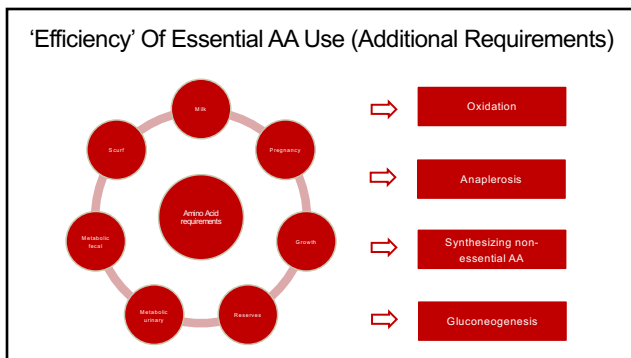 ‘Efficiency’ Of Essential AA Use (Additional Requirements)
Milk
Pregnancy
Growth
Reserves
Metabolic
urinary
Metabolic
fecal
Scurf
Amino Acid
requirements
Oxidation
Anaplerosis
Synthesizing non-
essential AA
Gluconeogenesis